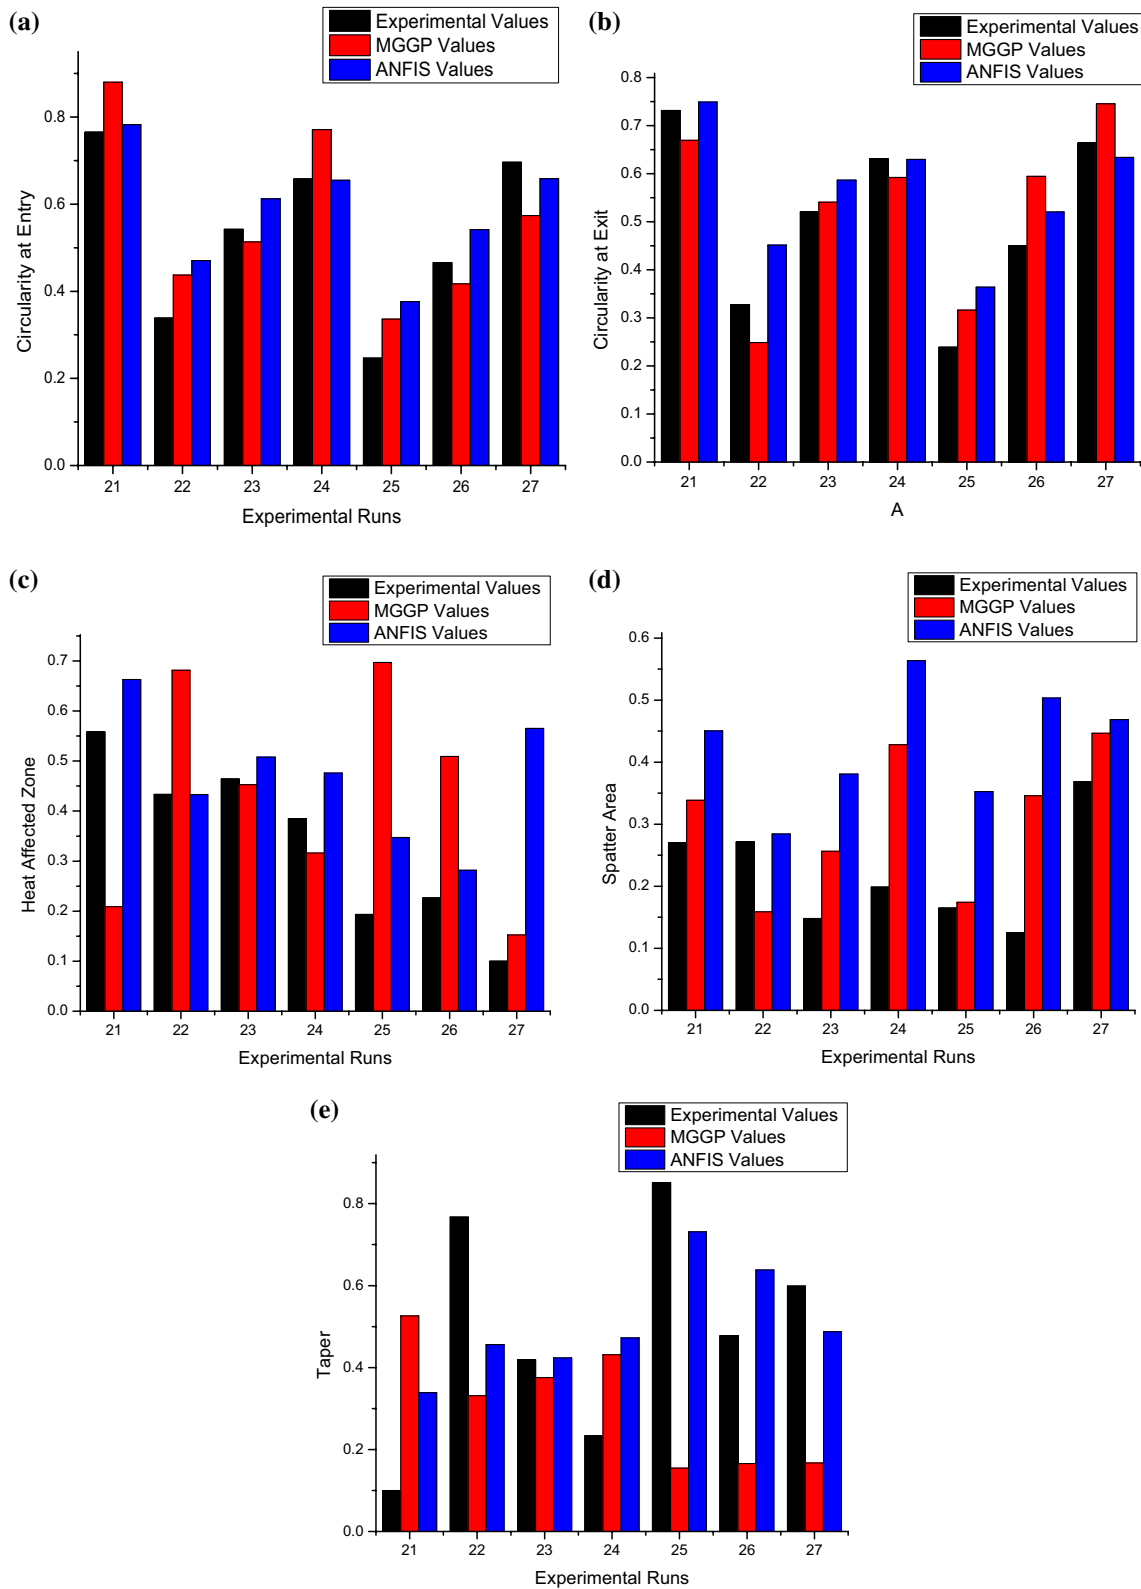 (a)
Experimental Values
MGGP Values
ANFIS Values
0.8
0.6
0.4
0.2
0.0
Circularity at Entry
21 22 23 24 25 26 27
Experimental Runs
(b)
Experimental Values
MGGP Values
ANFIS Values
0.8
0.7
0.6
0.5
0.4
0.3
0.2
0.1
0.0
Circularity at Exit
21 22 23 24 25 26 27
A
(c)
Experimental Values
MGGP Values
ANFIS Values
0.7
0.6
0.5
0.4
0.3
0.2
0.1
0.0
Heat Affected Zone
21 22 23 24 25 26 27
Experimental Runs
(d)
Experimental Values
MGGP Values
ANFIS Values
0.6
0.5
0.4
0.3
0.2
0.1
0.0
Spatter Area
21 22 23 24 25 26 27
Experimental Runs
(e)
Experimental Values
MGGP Values
ANFIS Values
0.8
0.6
0.4
0.2
0.0
Taper
21 22 23 24 25 26 27
Experimental Runs